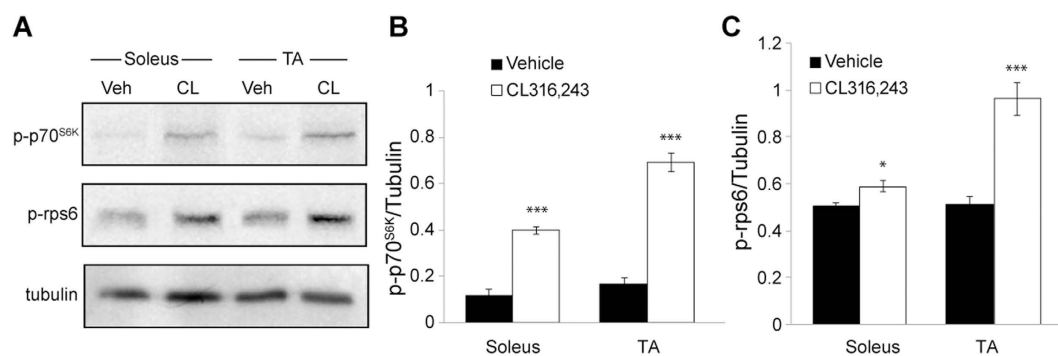 A
Soleus TA
Veh CL Veh CL
p-p70S6K
p-rps6
tubulin
B
Vehicle
CL316,243
p-p70S6K/Tubulin
1
0.8
0.6
0.4
0.2
0
***
***
Soleus TA
C
Vehicle
CL316,243
p-rps6/Tubulin
1.2
1
0.8
0.6
0.4
0.2
0
*
***
Soleus TA